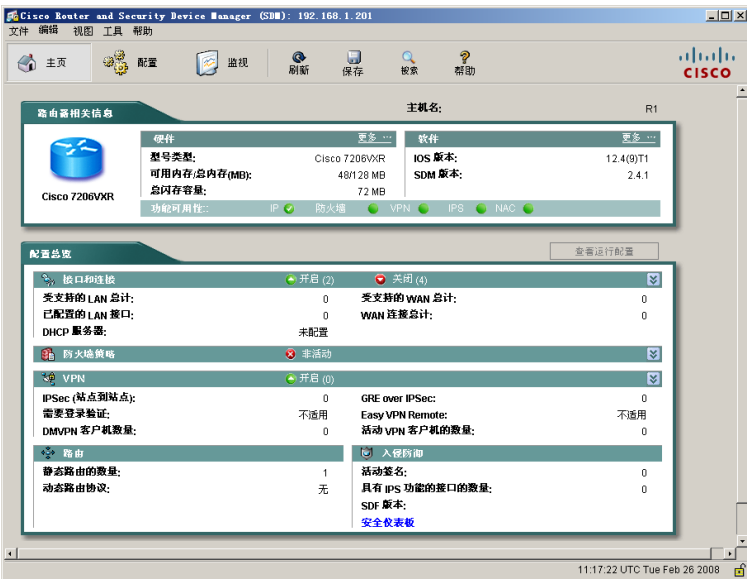 Cisco Router and Security Device Manager (SDM): 192.168.1.201
文件 编辑 视图 工具 帮助
主页 配置 监视 刷新 保存 搜索 帮助
CISCO
路由器相关信息 主机名: R1
硬件 更多 ... 软件 更多 ...
型号类型: Cisco 7206VXR IOS 版本: 12.4(9)T1
可用内存/总内存(MB): 48/128 MB SDM 版本: 2.4.1
总闪存容量: 72 MB
Cisco 7206VXR
功能可用性: IP 防火墙 VPN IPS NAC
配置总览 查看运行配置
接口和连接 开启 (2) 关闭 (4)
受支持的 LAN 总计: 0 受支持的 WAN 总计: 0
已配置的 LAN 接口: 0 WAN 连接总计: 0
DHCP 服务器: 未配置
防火墙策略 非活动
VPN 开启 (0)
IPSec (站点到站点): 0 GRE over IPSec: 0
需要登录验证: 不适用 Easy VPN Remote: 不适用
DMVPN 客户机数量: 0 活动 VPN 客户机的数量: 0
路由 入侵防御
静态路由的数量: 1 活动签名: 0
动态路由协议: 无 具有 IPS 功能的接口的数量: 0
SDF 版本:
安全仪表板
11:17:22 UTC Tue Feb 26 2008